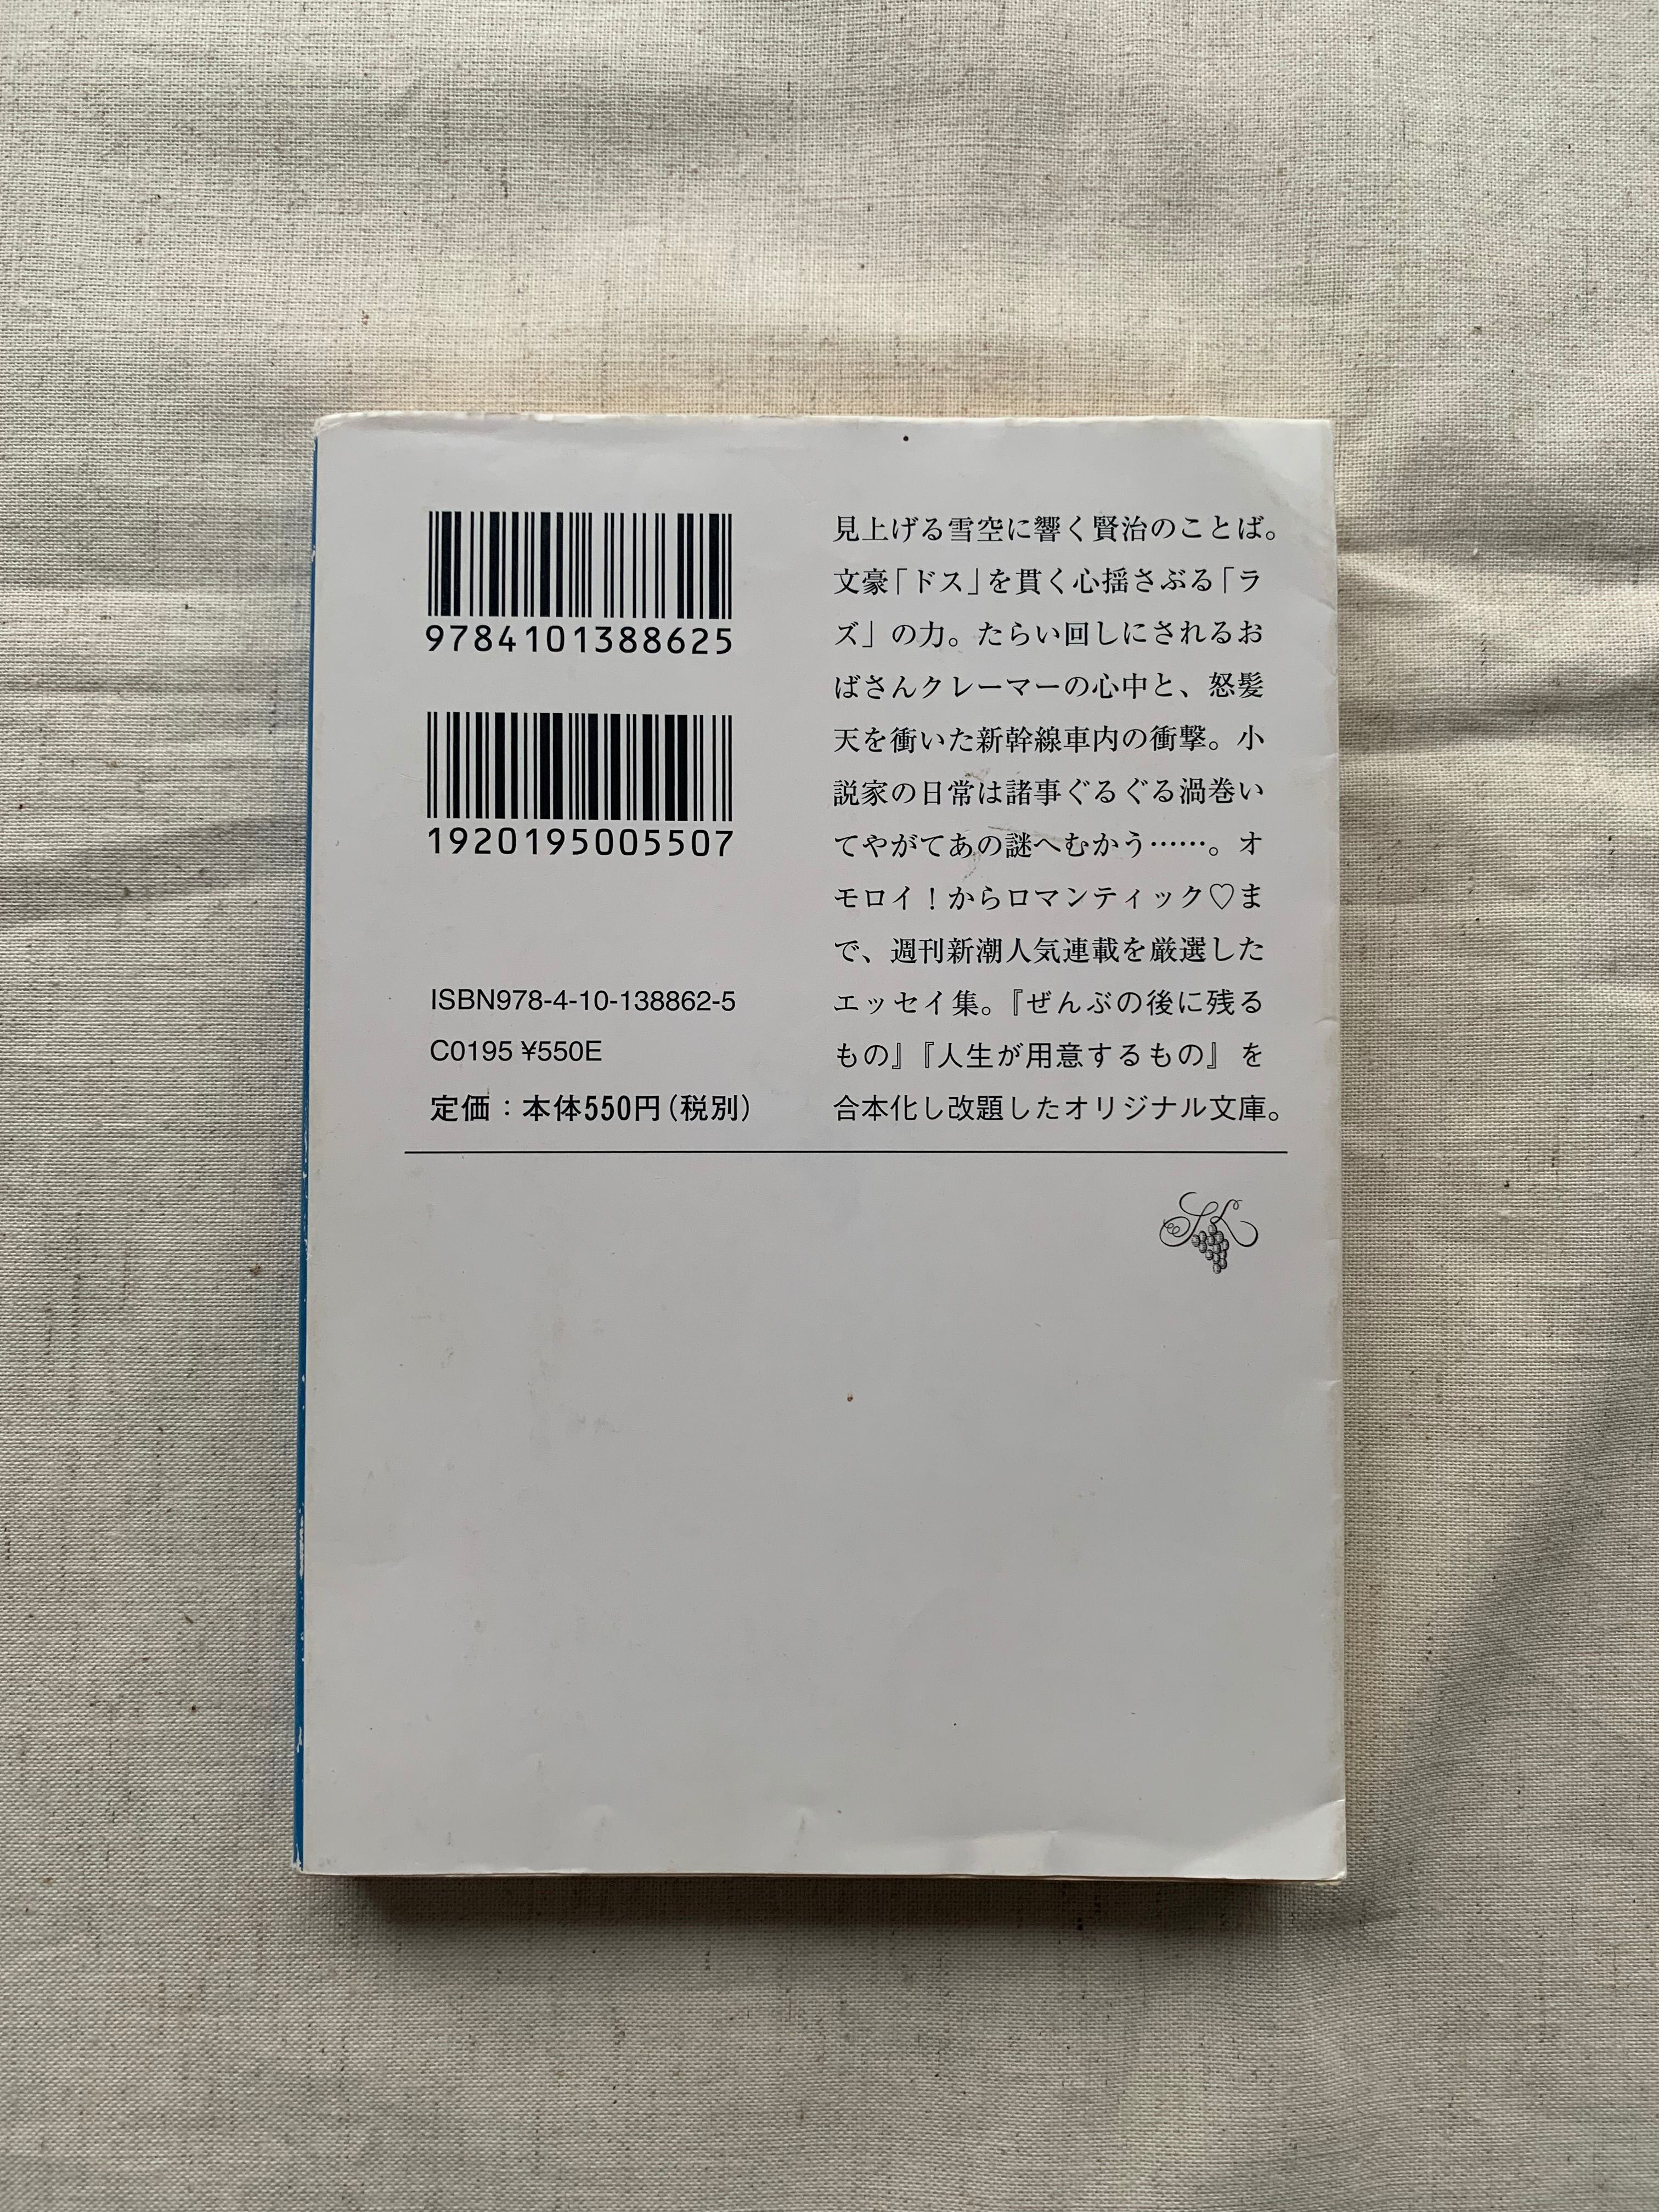 9784101388625
1920195005507
ISBN978-4-10-138862-5
C0195 ¥550E
定価：本体550円（税別）
見上げる雪空に響く賢治のことば。
文豪「ドス」を貫く心揺さぶる「ラ
ズ」の力。たらい回しにされるお
ばさんクレーマーの心中と、怒髪
天を衝いた新幹線車内の衝撃。小
説家の日常は諸事ぐるぐる渦巻い
てやがてあの謎へむかう……。オ
モロイ！からロマンティック♡ま
で、週刊新潮人気連載を厳選した
エッセイ集。『ぜんぶの後に残る
もの』『人生が用意するもの』を
合本化し改題したオリジナル文庫。